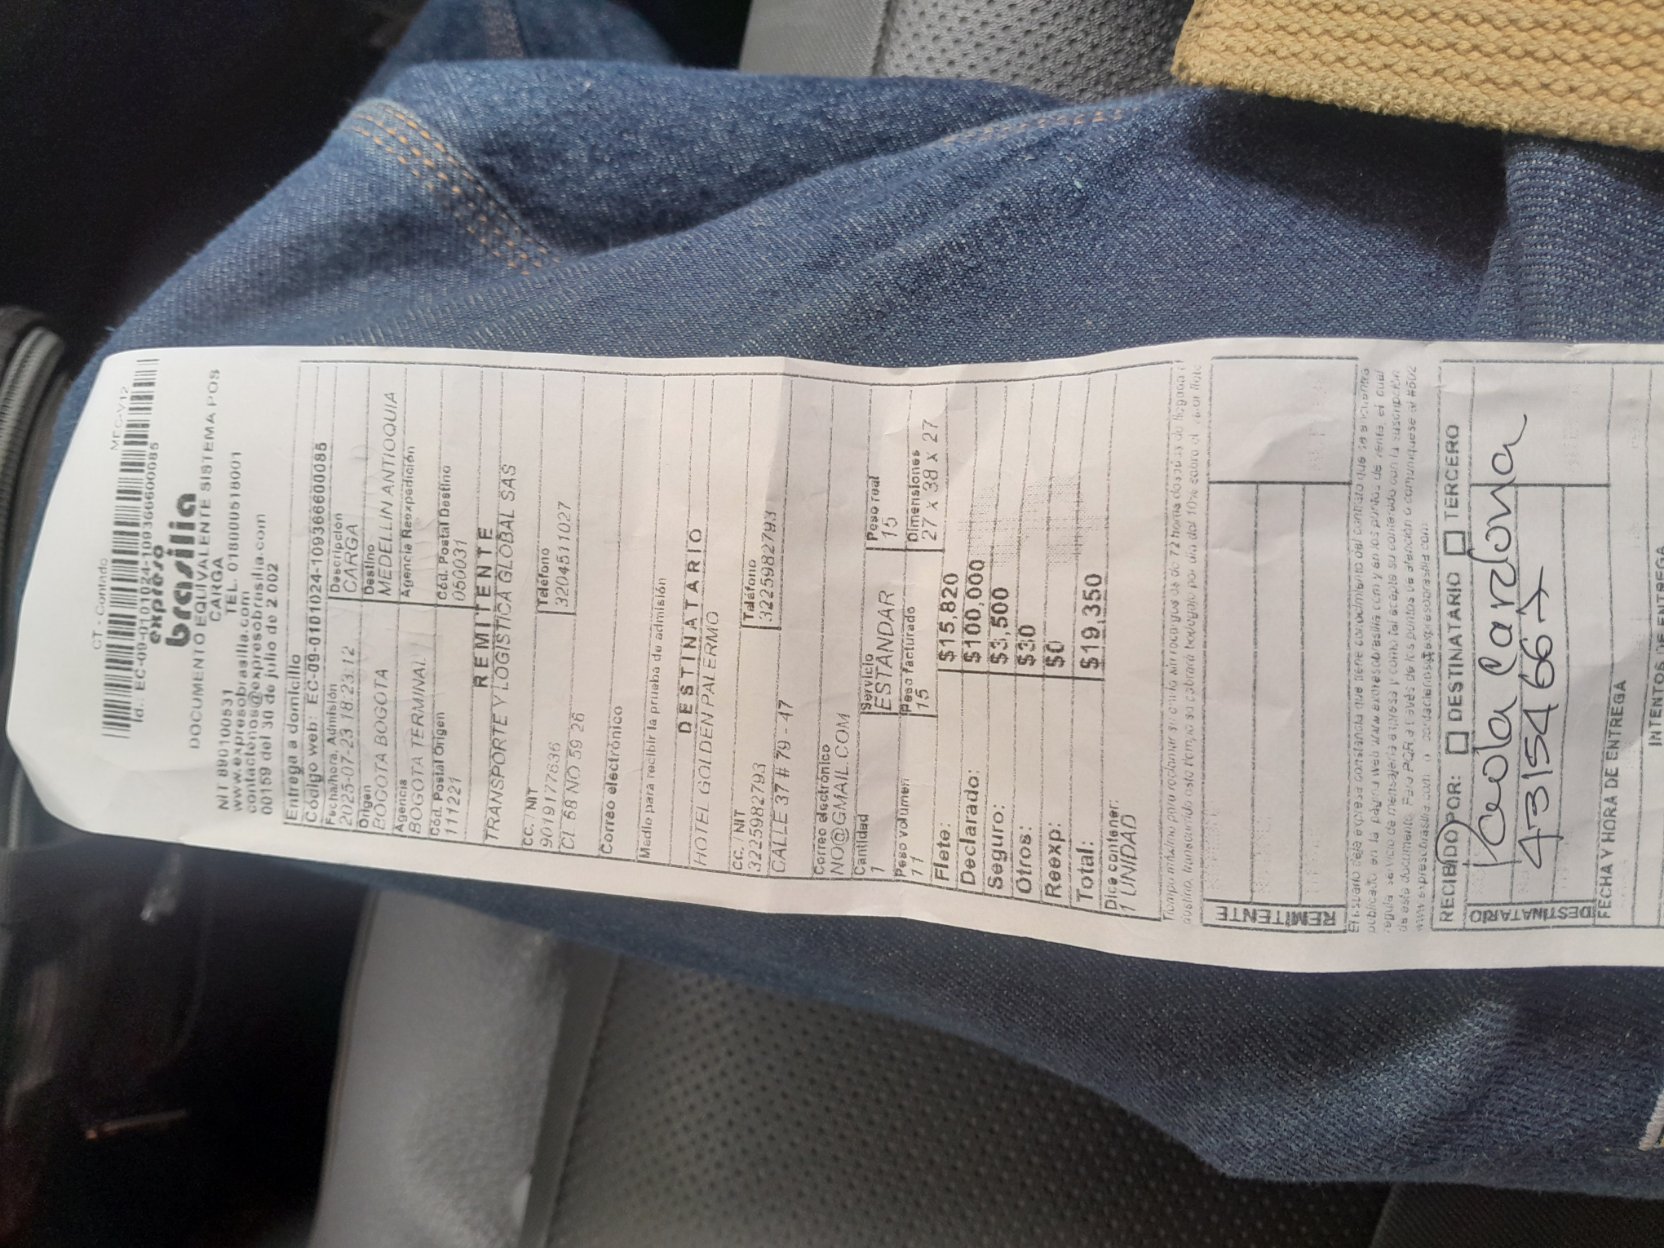 CT - Contado
MFC-V12
Id.: EC-09-0101024-1093666000085
expreso
brasilia
DOCUMENTO EQUIVALENTE SISTEMA POS
CARGA
NIT 890100531 TEL. 018000518001
www.expresobrasilia.com
contactenos@expresobrasilia.com
00159 del 30 de julio de 2002
Entrega a domicilio
Código web: EC-09-0101024-1093666000085
Fecha/hora. Admisión Descripción
2025-07-23 18:23:12 CARGA
Origen Destino
BOGOTA BOGOTA MEDELLIN ANTIOQUIA
Agencia Agencia Reexpedición
BOGOTA TERMINAL
Cód. Postal Origen Cód. Postal Destino
111221 050031
REMITENTE
TRANSPORTE Y LOGISTICA GLOBAL SAS
CC. / NIT Teléfono
9019177636 3204511027
CL 68 NO 59 26
Correo electrónico
Medio para recibir la prueba de admisión
DESTINATARIO
HOTEL GOLDEN PALERMO
CC. / NIT Teléfono
3225982793 3225982793
CALLE 37 # 79 - 47
Correo electrónico
NO@GMAIL.COM
Cantidad Servicio Peso real
1 ESTANDAR 15
Peso volumen Peso facturado Dimensiones
11 15 27 x 38 x 27
Flete: $15,820
Declarado: $100,000
Seguro: $3,500
Otros: $30
Reexp: $0
Total: $19,350
Dice contener:
1 UNIDAD
REMITENTE
RECIBIDO POR: DESTINATARIO TERCERO
Paola Cardona
DESTINATARIO
FECHA Y HORA DE ENTREGA
INTENTOS DE ENTREGA